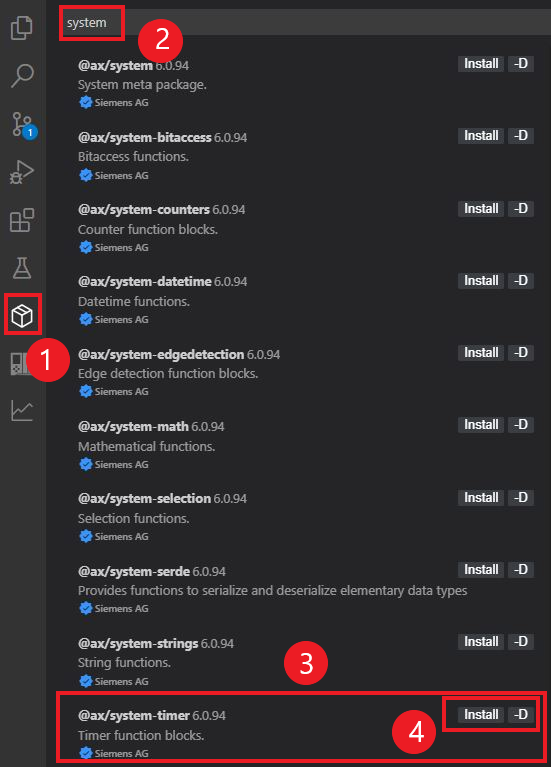 system
2
@ax/system 6.0.94 Install -D
System meta package.
Siemens AG
1
@ax/system-bitaccess 6.0.94 Install -D
Bitaccess functions.
Siemens AG
@ax/system-counters 6.0.94 Install -D
Counter function blocks.
Siemens AG
@ax/system-datetime 6.0.94 Install -D
Datetime functions.
Siemens AG
1
@ax/system-edgedetection 6.0.94 Install -D
Edge detection function blocks.
Siemens AG
@ax/system-math 6.0.94 Install -D
Mathematical functions.
Siemens AG
@ax/system-selection 6.0.94 Install -D
Selection functions.
Siemens AG
@ax/system-serde 6.0.94 Install -D
Provides functions to serialize and deserialize elementary data types
Siemens AG
@ax/system-strings 6.0.94 Install -D
String functions.
3
Siemens AG
@ax/system-timer 6.0.94 Install -D
Timer function blocks.
4
Siemens AG